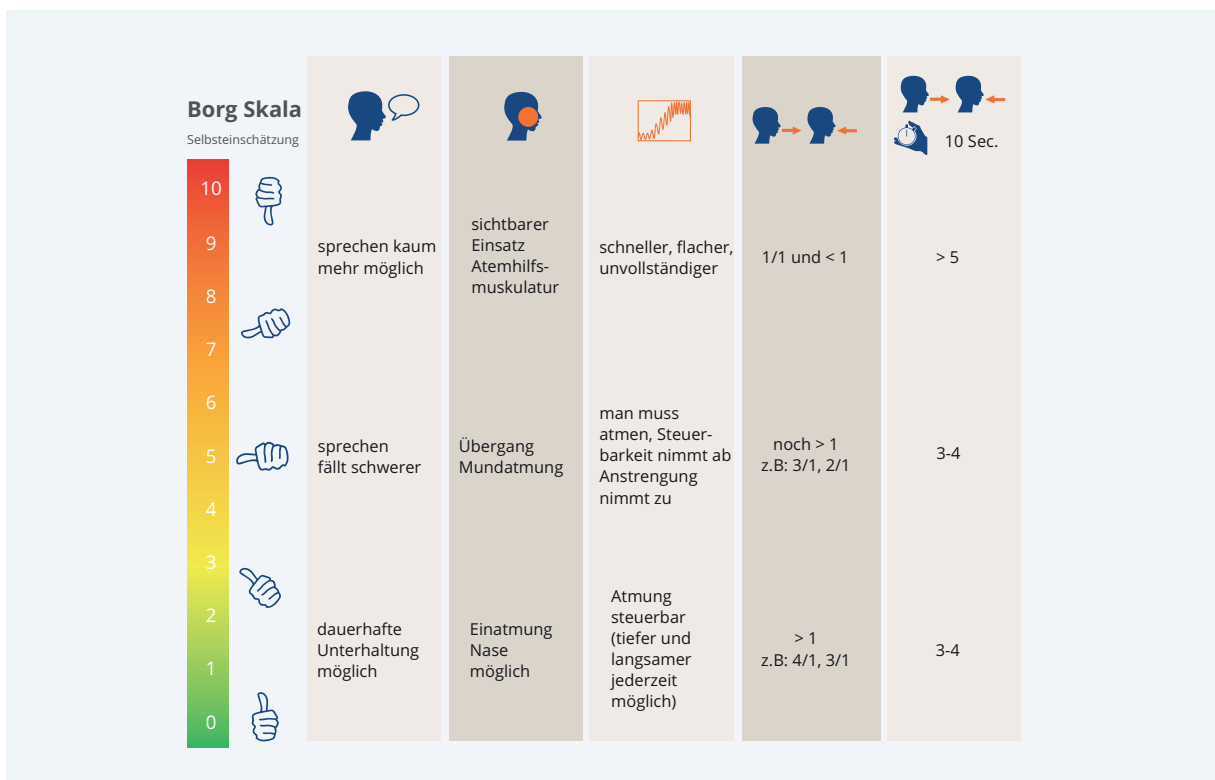 Borg Skala
Selbsteinschätzung
10 Sec.
10
9
8
7
6
5
4
3
2
1
0
sprechen kaum
mehr möglich
sichtbarer
Einsatz
Atemhilfs-
muskulatur
schneller, flacher,
unvollständiger
1/1 und < 1
> 5
sprechen
fällt schwerer
Übergang
Mundatmung
man muss
atmen, Steuer-
barkeit nimmt ab
Anstrengung
nimmt zu
noch > 1
z.B: 3/1, 2/1
3-4
dauerhafte
Unterhaltung
möglich
Einatmung
Nase
möglich
Atmung
steuerbar
(tiefer und
langsamer
jederzeit
möglich)
> 1
z.B: 4/1, 3/1
3-4